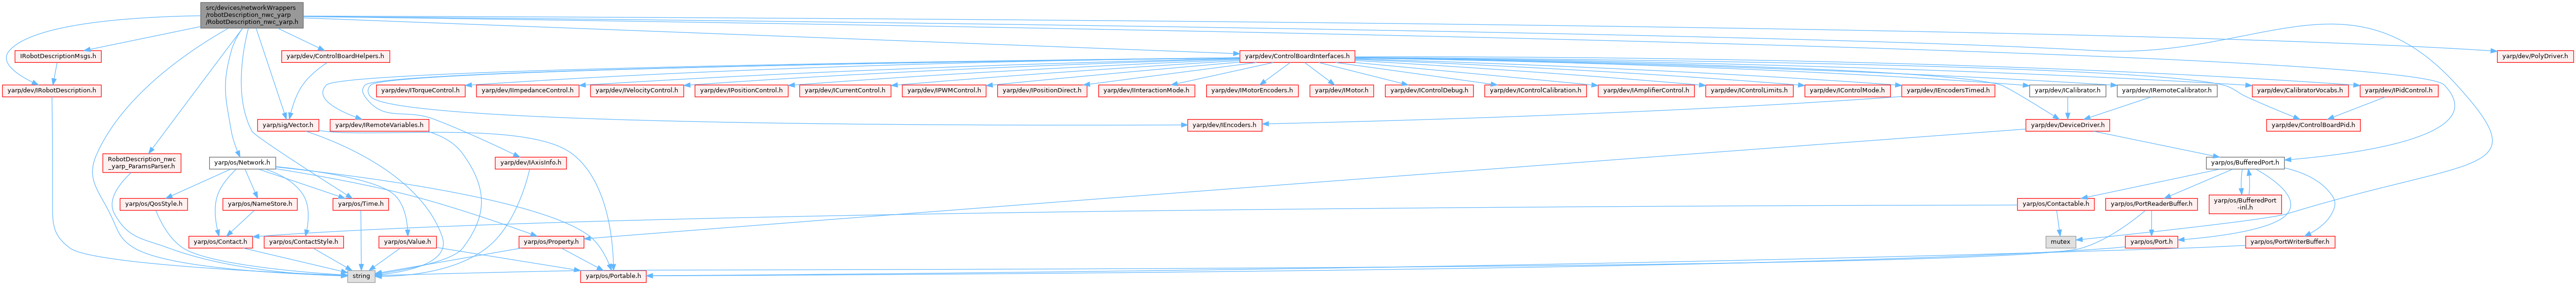 src/devices/networkWrappers
/robotDescription_nwc_yarp
/RobotDescription_nwc_yarp.h
IRobotDescriptionMsgs.h
yarp/dev/ControlBoardHelpers.h
yarp/dev/ControlBoardInterfaces.h
yarp/dev/PolyDriver.h
yarp/dev/IRobotDescription.h
yarp/dev/ITorqueControl.h
yarp/dev/IImpedanceControl.h
yarp/dev/IVelocityControl.h
yarp/dev/IPositionControl.h
yarp/dev/ICurrentControl.h
yarp/dev/IPWMControl.h
yarp/dev/IPositionDirect.h
yarp/dev/IInteractionMode.h
yarp/dev/IMotorEncoders.h
yarp/dev/IMotor.h
yarp/dev/IControlDebug.h
yarp/dev/IControlCalibration.h
yarp/dev/IAmplifierControl.h
yarp/dev/IControlLimits.h
yarp/dev/IControlMode.h
yarp/dev/IEncodersTimed.h
yarp/dev/ICalibrator.h
yarp/dev/IRemoteCalibrator.h
yarp/dev/CalibratorVocabs.h
yarp/dev/IPidControl.h
yarp/sig/Vector.h
yarp/dev/IRemoteVariables.h
yarp/dev/IEncoders.h
yarp/dev/DeviceDriver.h
yarp/dev/ControlBoardPid.h
RobotDescription_nwc
_yarp_ParamsParser.h
yarp/os/Network.h
yarp/dev/IAxisInfo.h
yarp/os/BufferedPort.h
yarp/os/QosStyle.h
yarp/os/NameStore.h
yarp/os/Time.h
yarp/os/Contactable.h
yarp/os/PortReaderBuffer.h
yarp/os/BufferedPort
-inl.h
yarp/os/Contact.h
yarp/os/ContactStyle.h
yarp/os/Value.h
yarp/os/Property.h
mutex
yarp/os/Port.h
yarp/os/PortWriterBuffer.h
string
yarp/os/Portable.h